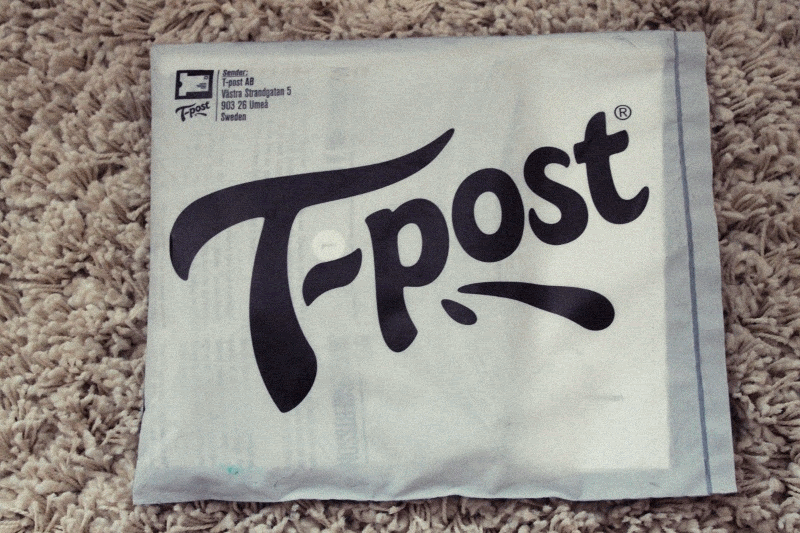 Sender:
T-post AB
Västra Strandgatan 5
903 26 Umeå
Sweden
T-post
T-post®